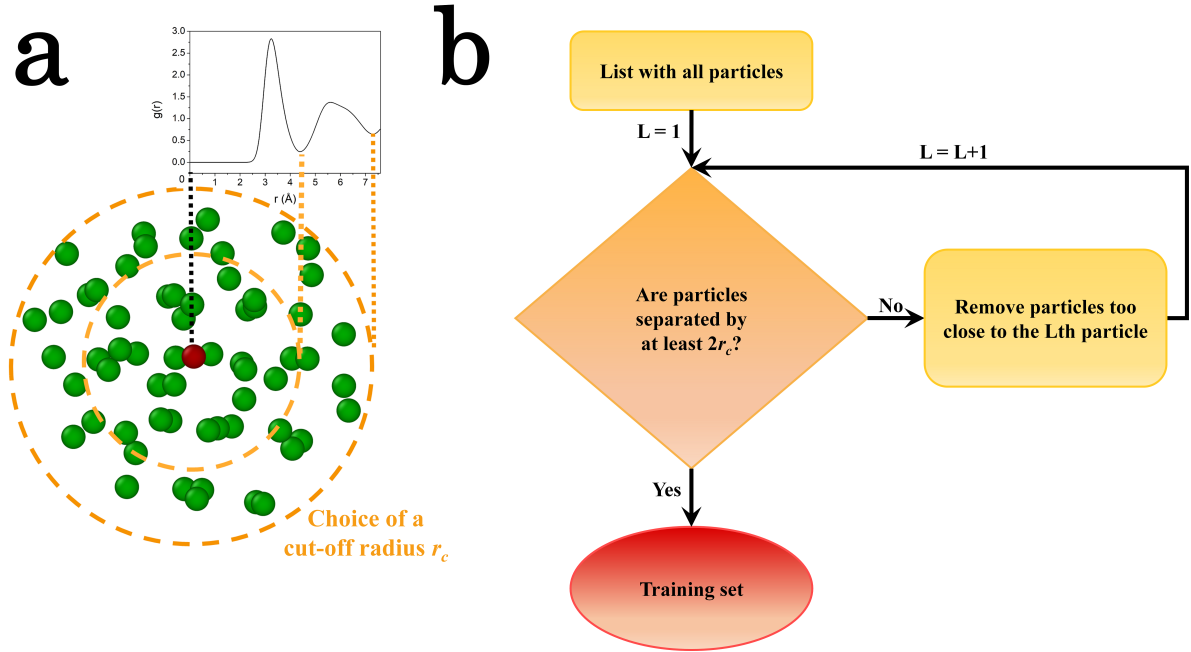 a
3.0
2.5
2.0
1.5
1.0
0.5
0.0
g(r)
0 1 2 3 4 5 6 7
r (Å)
Choice of a
cut-off radius rc
b
List with all particles
L = 1
L = L+1
Are particles
separated by
at least 2rc?
No
Remove particles too
close to the Lth particle
Yes
Training set